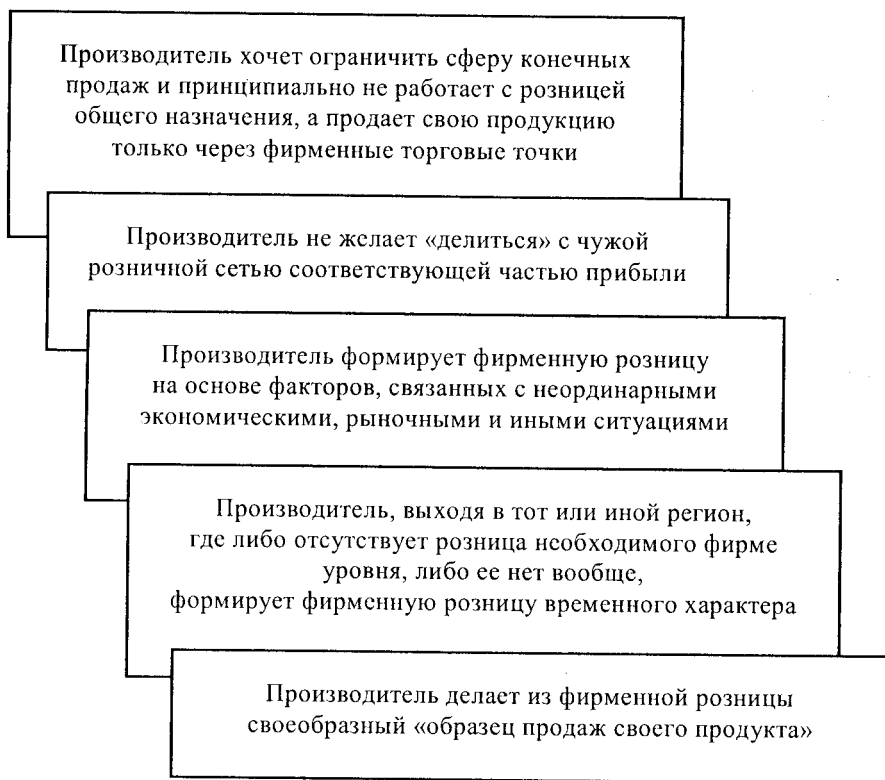 Производитель хочет ограничить сферу конечных
продаж и принципиально не работает с розницей
общего назначения, а продает свою продукцию
только через фирменные торговые точки
Производитель не желает «делиться» с чужой
розничной сетью соответствующей частью прибыли
Производитель формирует фирменную розницу
на основе факторов, связанных с неординарными
экономическими, рыночными и иными ситуациями
Производитель, выходя в тот или иной регион,
где либо отсутствует розница необходимого фирме
уровня, либо ее нет вообще,
формирует фирменную розницу временного характера
Производитель делает из фирменной розницы
своеобразный «образец продаж своего продукта»